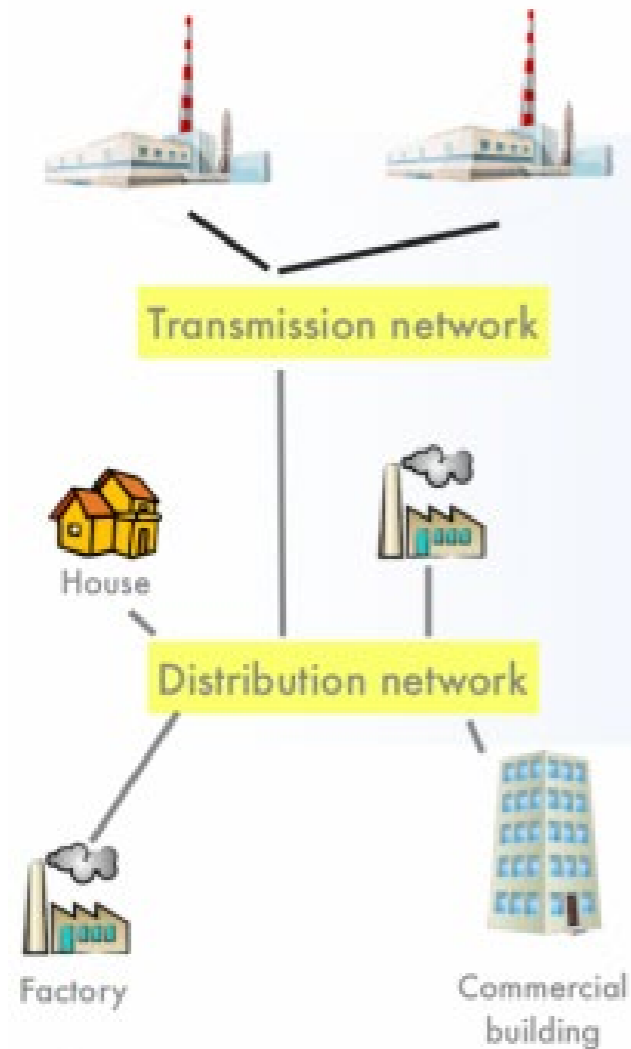 Transmission network
House
Distribution network
Factory
Commercial
building